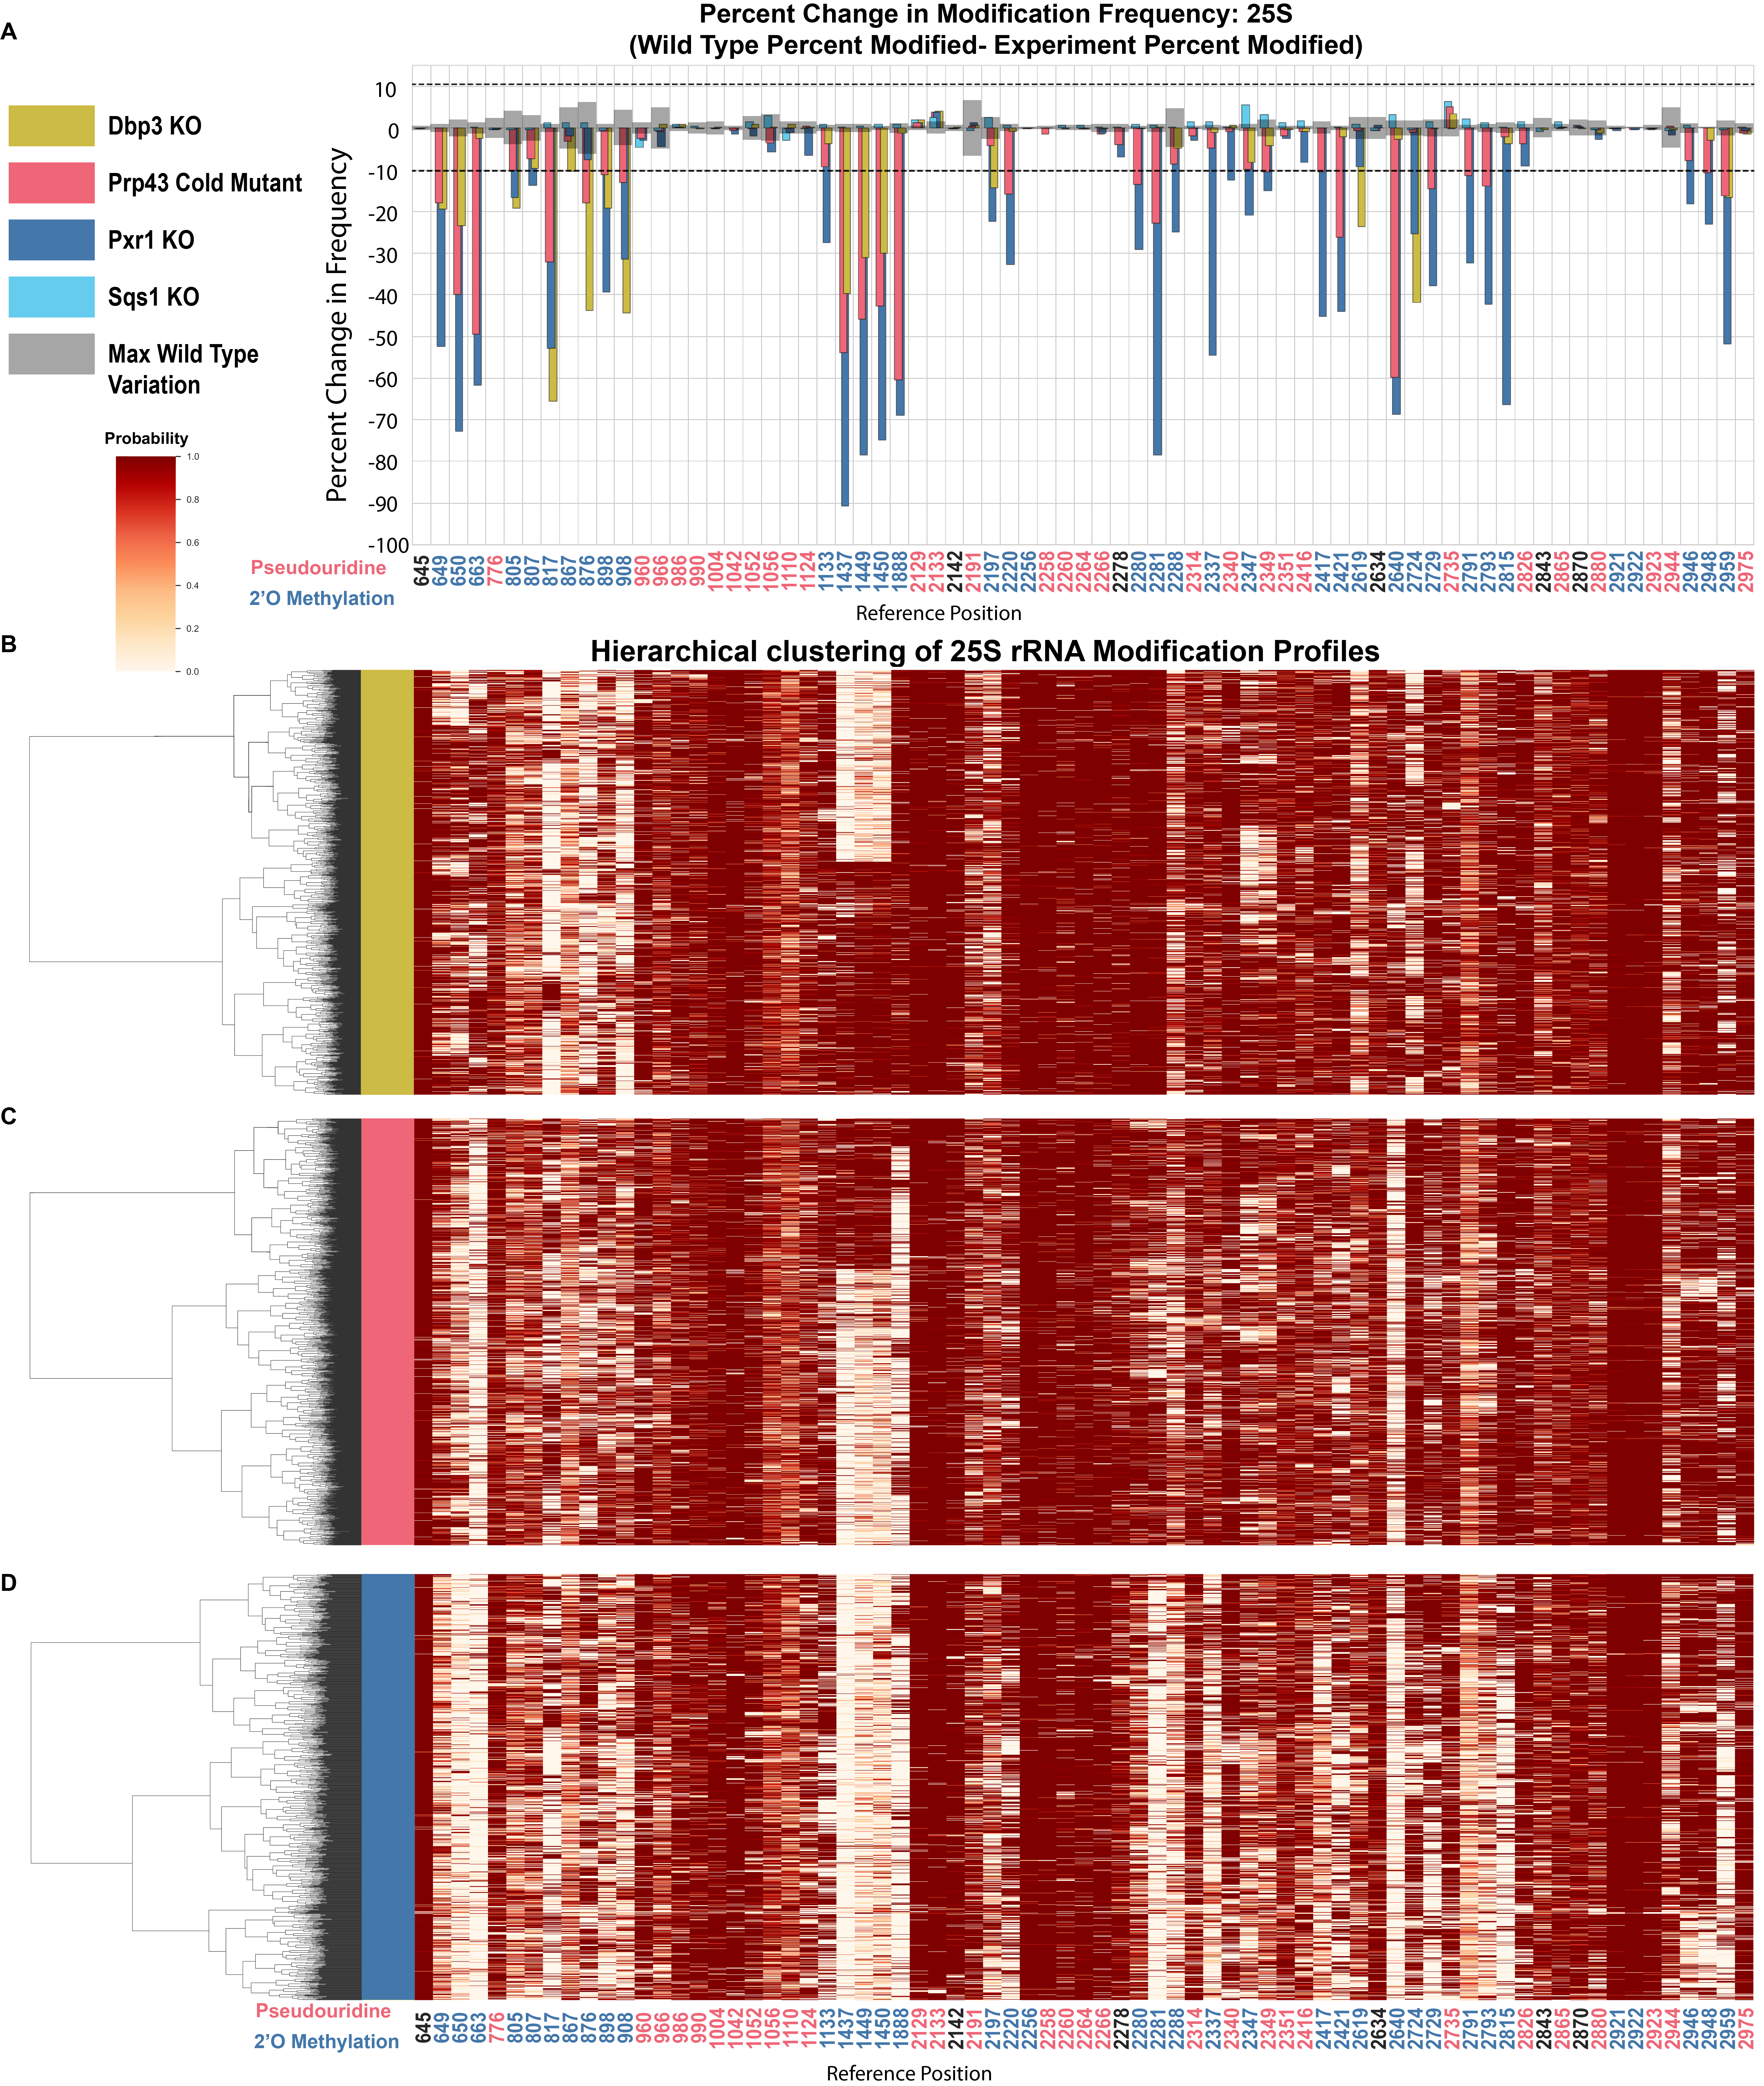 A
Percent Change in Modification Frequency: 25S
(Wild Type Percent Modified- Experiment Percent Modified)
Dbp3 KO
Prp43 Cold Mutant
Pxr1 KO
Sqs1 KO
Max Wild Type
Variation
Probability
1.0
0.8
0.6
0.4
0.2
0.0
Percent Change in Frequency
10
0
-10
-20
-30
-40
-50
-60
-70
-80
-90
-100
Pseudouridine
2'O Methylation
645 649 650 663 776 805 807 817 867 876 898 908 960 966 986 990 1004 1042 1052 1056 1110 1124 1133 1437 1449 1450 1888 2129 2133 2142 2191 2197 2220 2256 2258 2260 2264 2266 2278 2280 2281 2288 2314 2337 2340 2347 2349 2351 2416 2417 2421 2619 2634 2640 2724 2729 2735 2791 2793 2815 2826 2843 2865 2870 2880 2921 2922 2923 2944 2946 2948 2959 2975
Reference Position
B
Hierarchical clustering of 25S rRNA Modification Profiles
C
D
Pseudouridine
2'O Methylation
645 649 650 663 776 805 807 817 867 876 898 908 960 966 986 990 1004 1042 1052 1056 1110 1124 1133 1437 1449 1450 1888 2129 2133 2142 2191 2197 2220 2256 2258 2260 2264 2266 2278 2280 2281 2288 2314 2337 2340 2347 2349 2351 2416 2417 2421 2619 2634 2640 2724 2729 2735 2791 2793 2815 2826 2843 2865 2870 2880 2921 2922 2923 2944 2946 2948 2959 2975
Reference Position